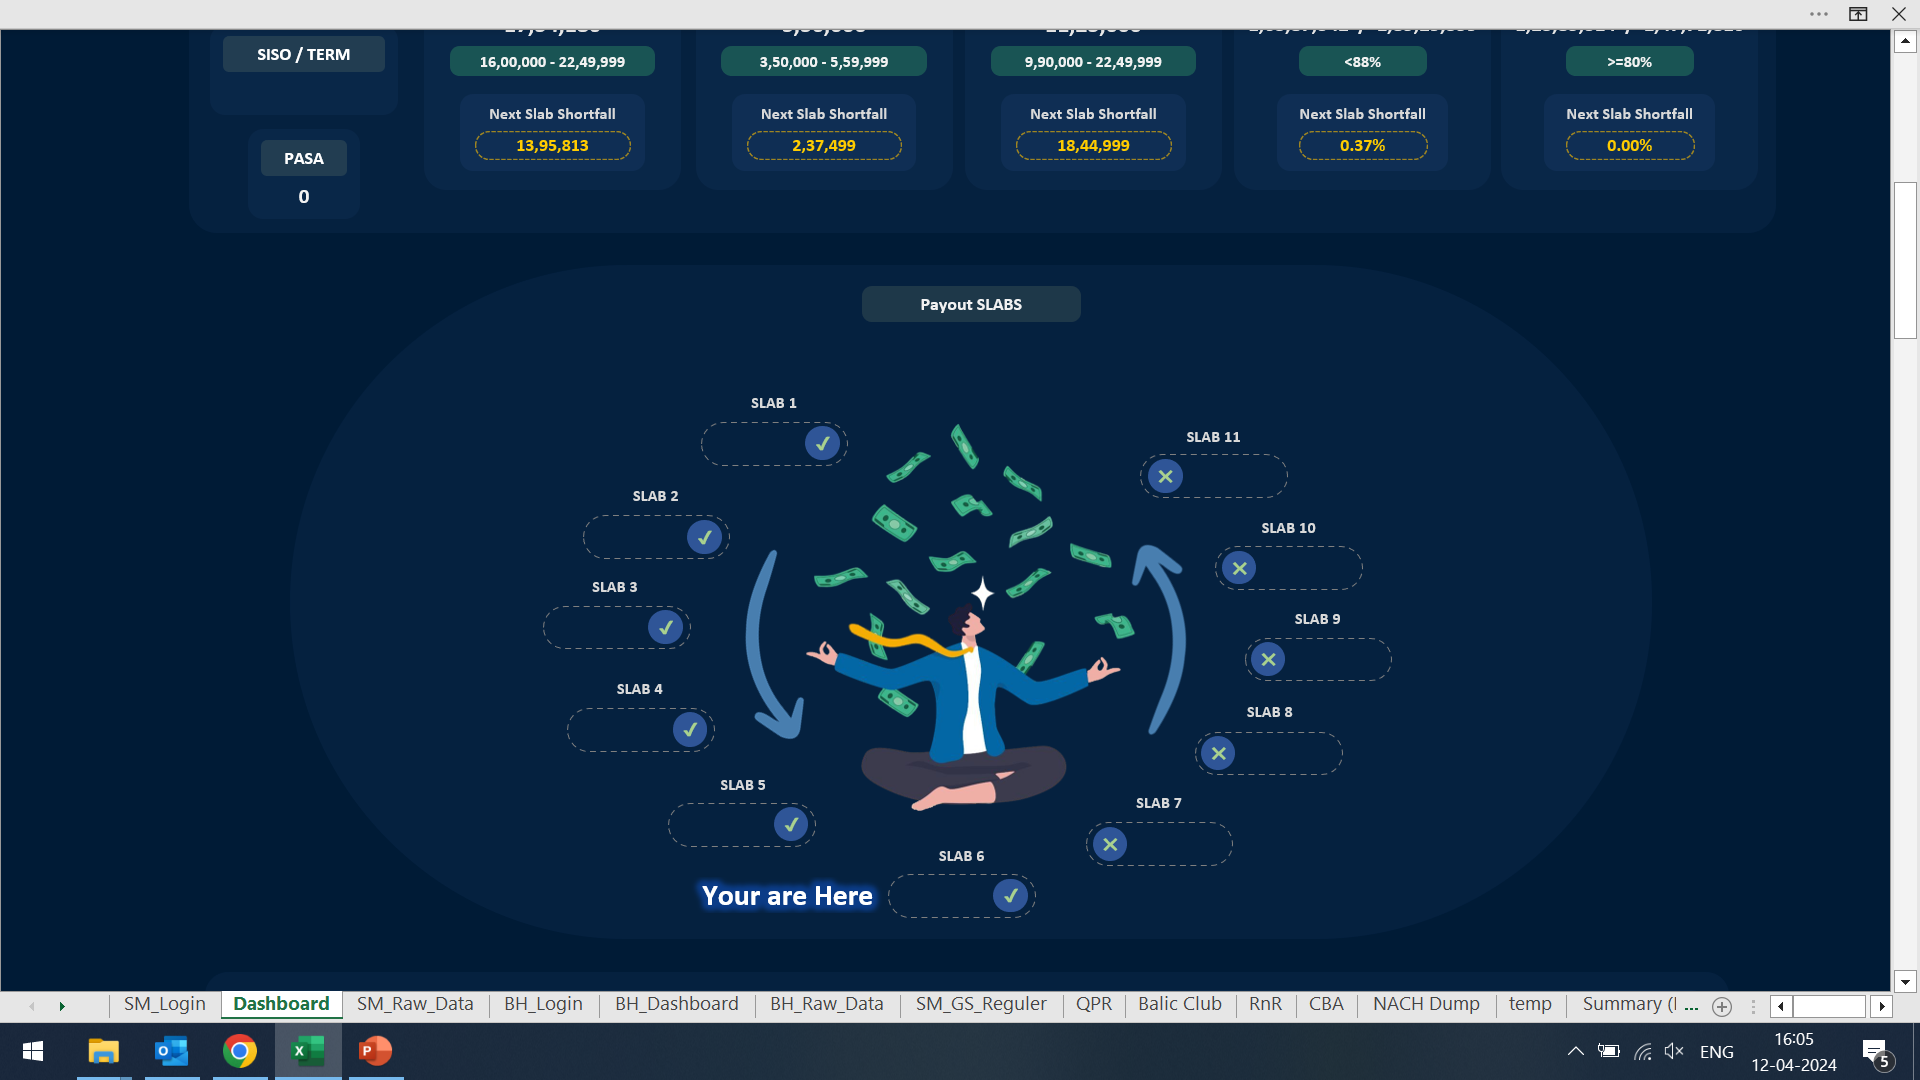 SISO / TERM
16,00,000 - 22,49,999
3,50,000 - 5,59,999
9,90,000 - 22,49,999
<88%
>=80%
Next Slab Shortfall
Next Slab Shortfall
Next Slab Shortfall
Next Slab Shortfall
Next Slab Shortfall
13,95,813
2,37,499
18,44,999
0.37%
0.00%
PASA
0
Payout SLABS
SLAB 1
SLAB 11
SLAB 2
SLAB 10
SLAB 3
SLAB 9
SLAB 4
SLAB 8
SLAB 5
SLAB 7
SLAB 6
Your are Here
SM_Login
Dashboard
SM_Raw_Data
BH_Login
BH_Dashboard
BH_Raw_Data
SM_GS_Reguler
QPR
Balic Club
RnR
CBA
NACH Dump
temp
Summary (
...
ENG
16:05
12-04-2024
5